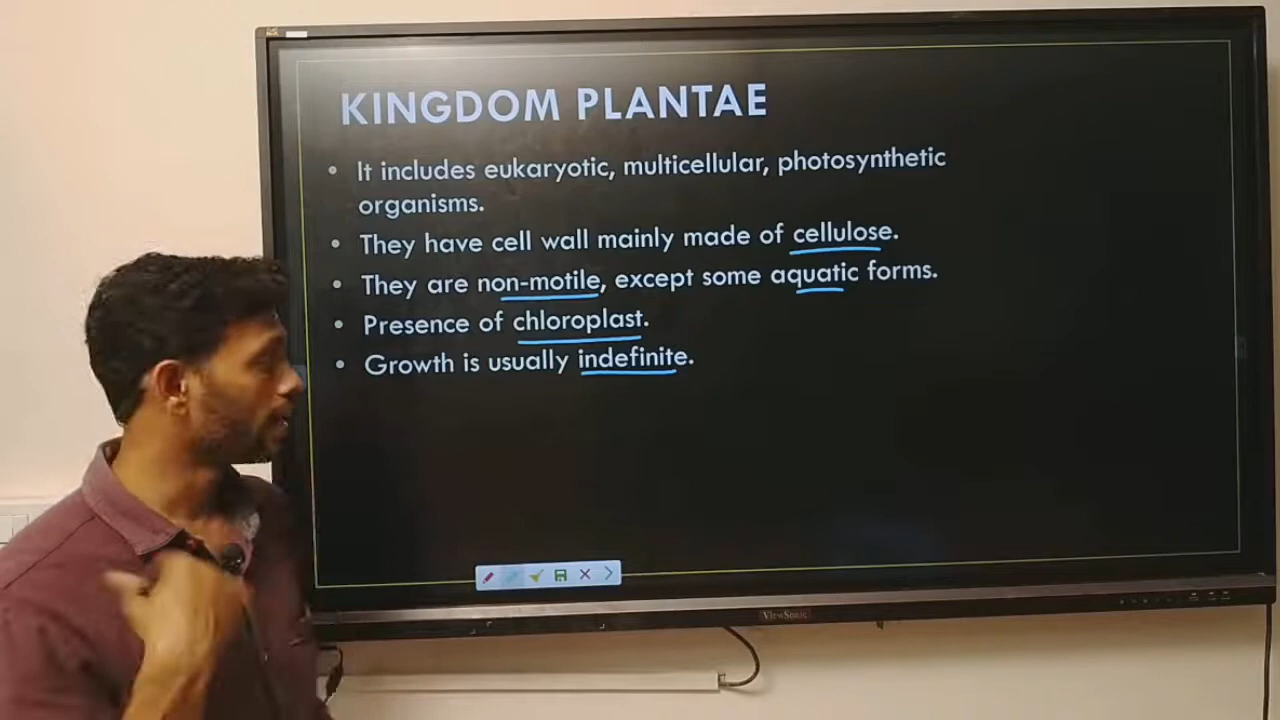 KINGDOM PLANTAE
• It includes eukaryotic, multicellular, photosynthetic
organisms.
• They have cell wall mainly made of cellulose.
• They are non-motile, except some aquatic forms.
• Presence of chloroplast.
• Growth is usually indefinite.
ViewSonic